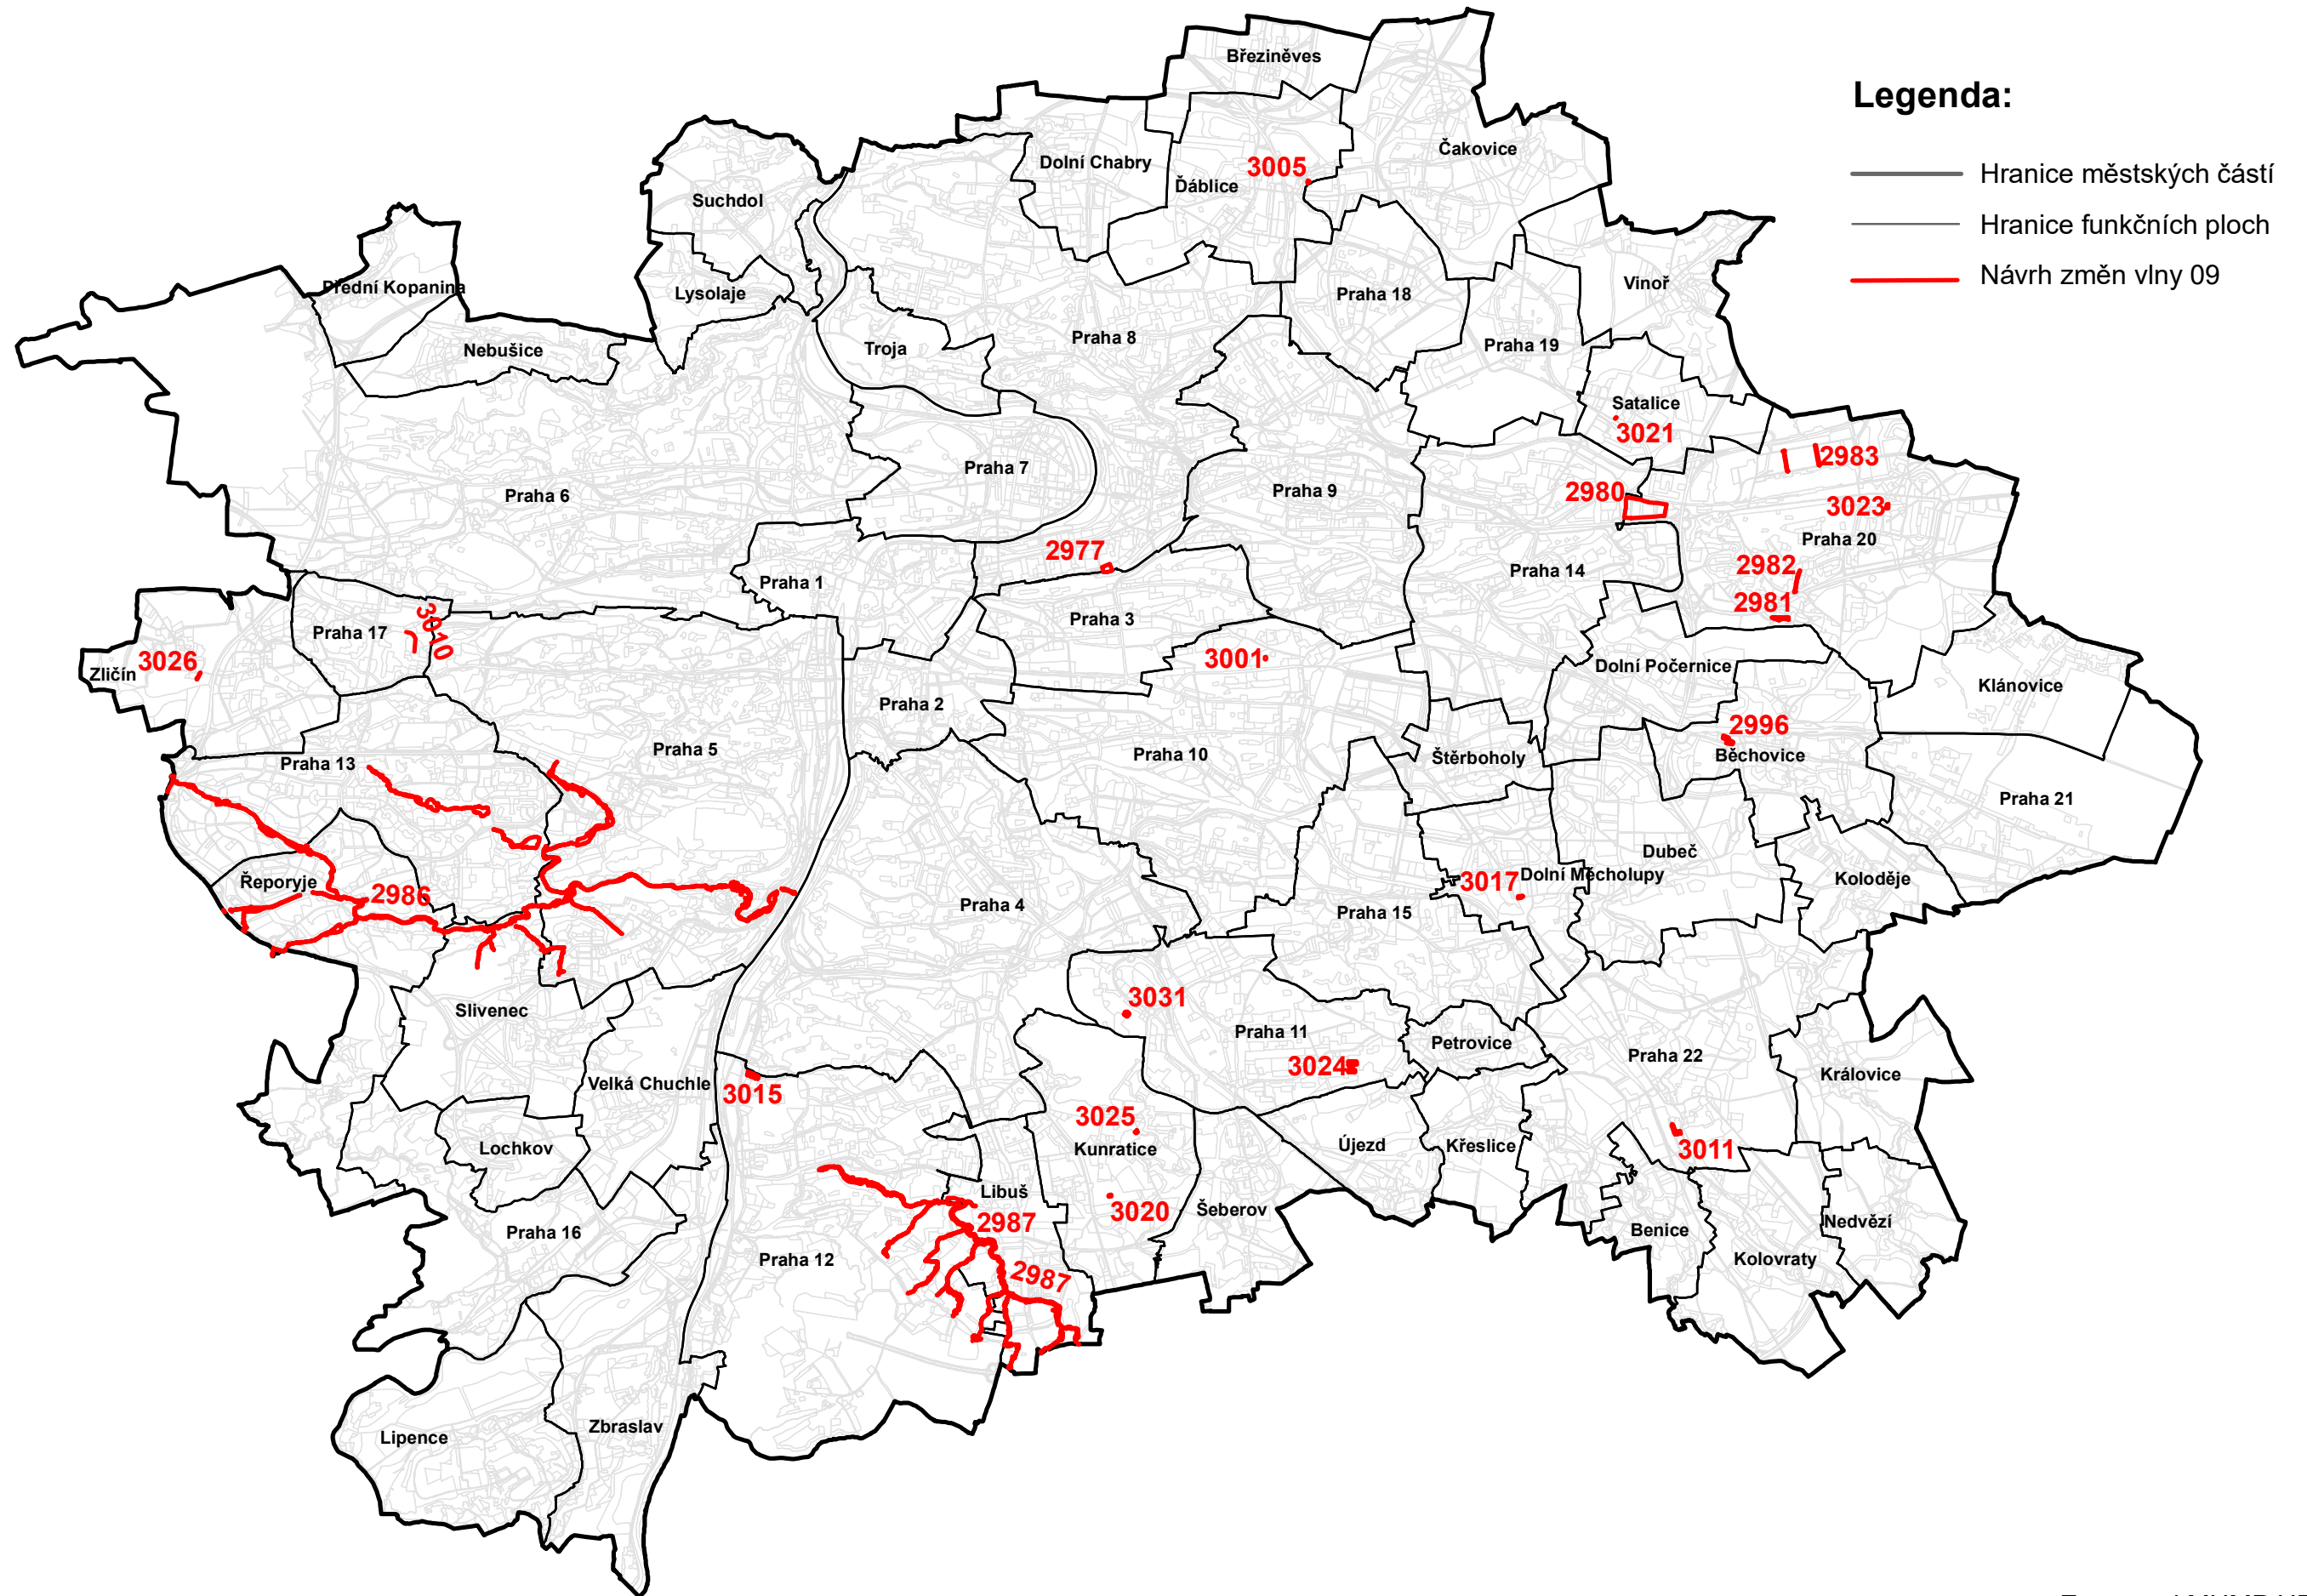 Legenda:
Hranice městských částí
Hranice funkčních ploch
Návrh změn vlny 09
Březiněves
Čakovice
Dolní Chabry
3005
Ďáblice
Suchdol
Přední Kopanina
Lysolaje
Praha 18
Vinoř
Nebušice
Troja
Praha 8
Praha 19
Satalice
3021
2983
Praha 6
Praha 7
Praha 9
2980
3023
Praha 20
2977
Praha 1
Praha 14
2982
2981
Praha 17
3010
Praha 3
3001
3026
Zličín
Dolní Počernice
Klánovice
Praha 2
2996
Běchovice
Praha 5
Praha 10
Štěrboholy
Praha 13
Praha 21
Dubeč
Řeporyje
2986
3017
Dolní Měcholupy
Koloděje
Praha 4
Praha 15
3031
Slivenec
Praha 11
Petrovice
Praha 22
3024
Královice
Velká Chuchle
3015
3025
Kunratice
Lochkov
Újezd
Křeslice
3011
Libuš
2987
3020
Šeberov
Praha 16
Praha 12
Benice
Nedvězí
Kolovraty
2987
Zbraslav
Lipence